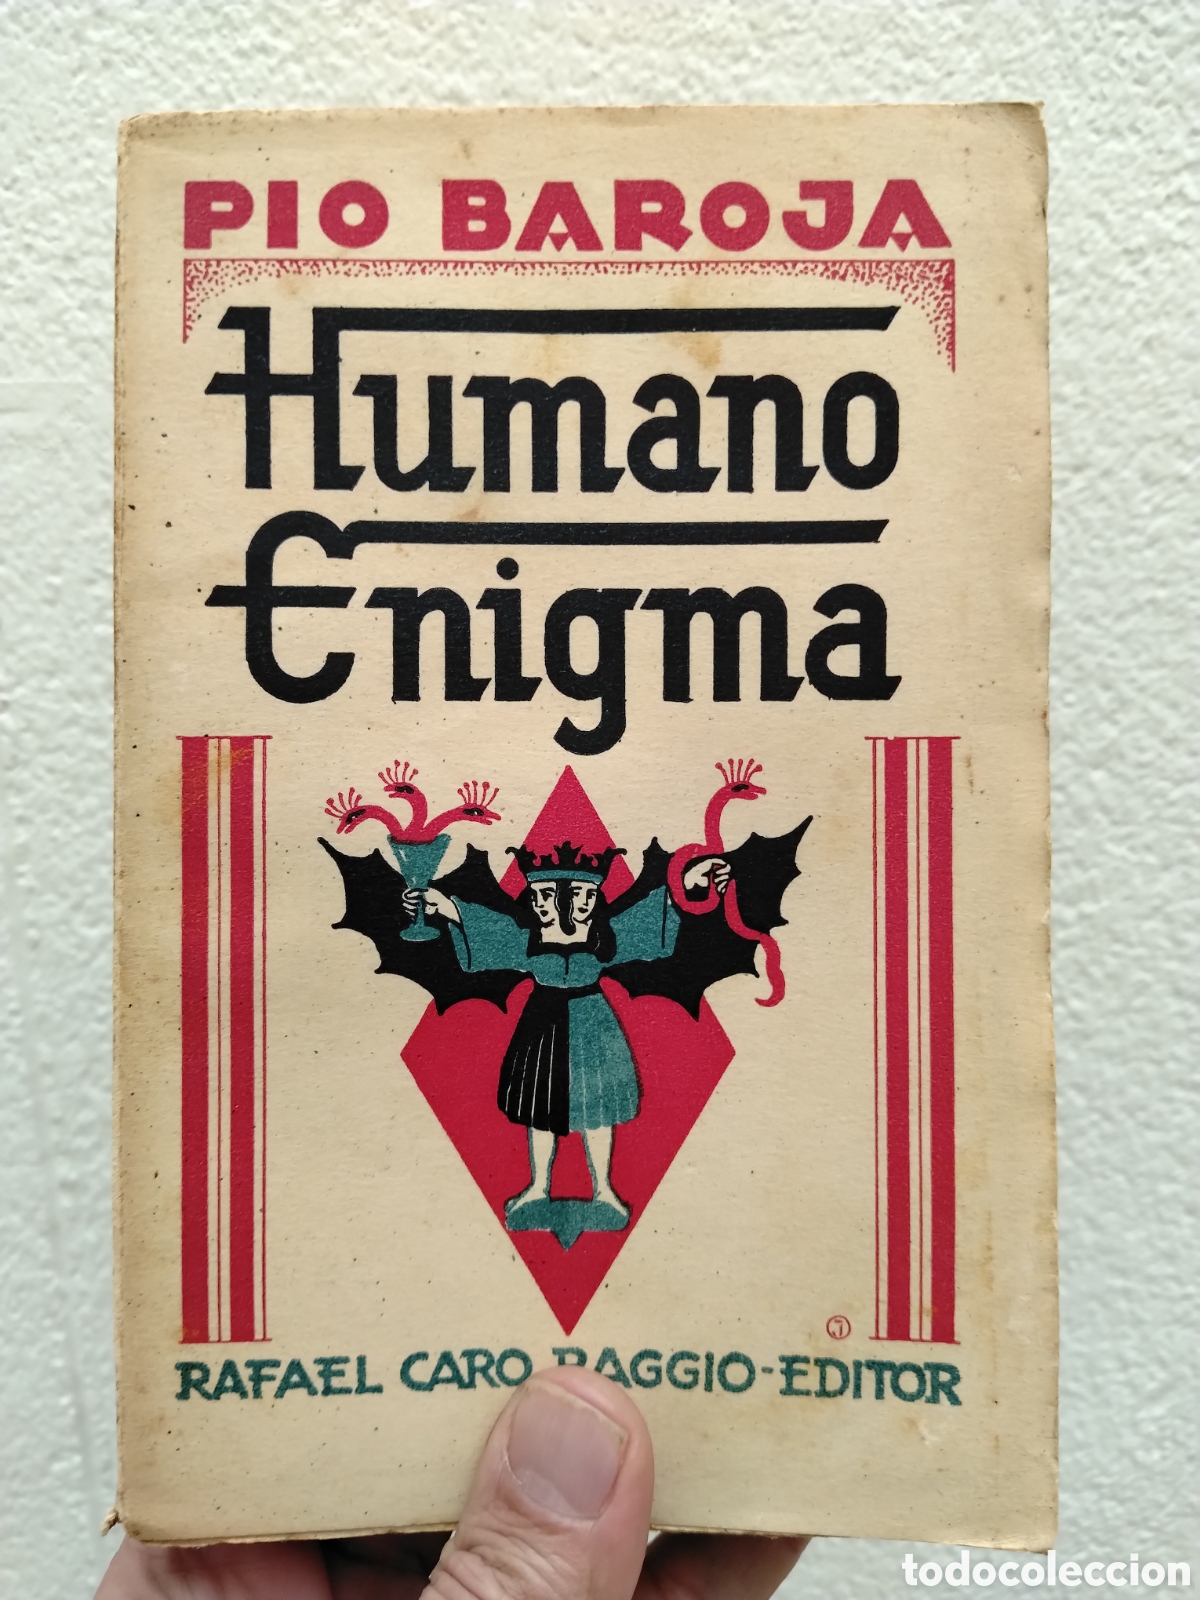 PIO BAROJA
Humano
Enigma
J
RAFAEL CARO RAGGIO-EDITOR
todocoleccion